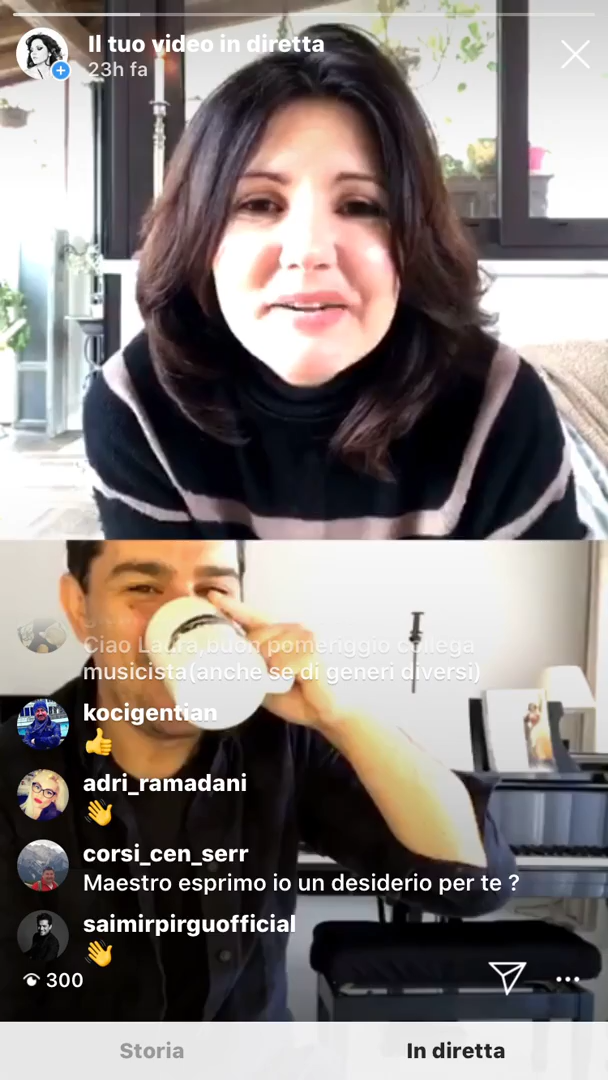 Il tuo video in diretta
23h fa
Ciao Laura,buon pomeriggio collega
musicista(anche se di generi diversi)
kocigentian
👍
adri_ramadani
👋
corsi_cen_serr
Maestro esprimo io un desiderio per te ?
saimirpirguofficial
👋
300
Storia
In diretta